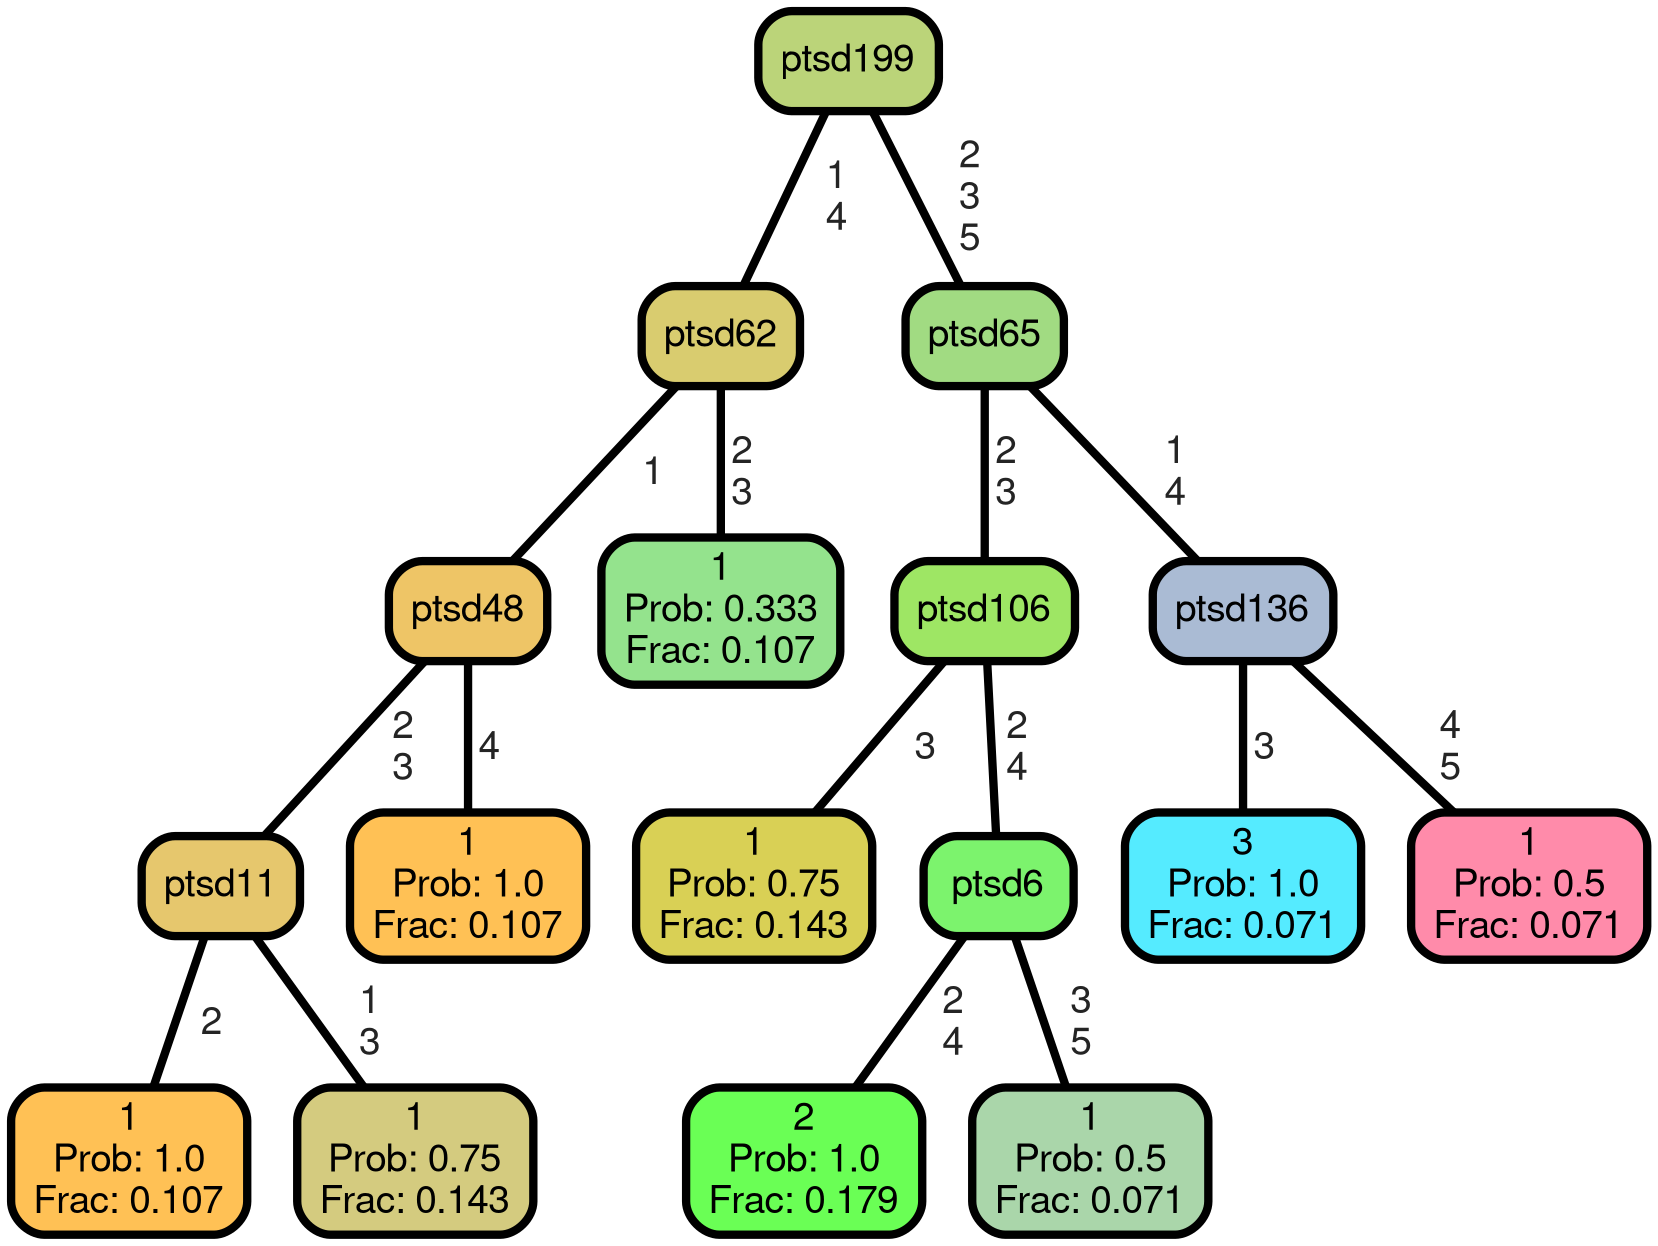 ptsd199
1
4
2
3
5
ptsd62
ptsd65
1
2
3
2
3
1
4
ptsd48
1
Prob: 0.333
Frac: 0.107
ptsd106
ptsd136
2
3
4
3
2
4
3
4
5
ptsd11
1
Prob: 1.0
Frac: 0.107
1
Prob: 0.75
Frac: 0.143
ptsd6
3
Prob: 1.0
Frac: 0.071
1
Prob: 0.5
Frac: 0.071
2
1
3
2
4
3
5
1
Prob: 1.0
Frac: 0.107
1
Prob: 0.75
Frac: 0.143
2
Prob: 1.0
Frac: 0.179
1
Prob: 0.5
Frac: 0.071